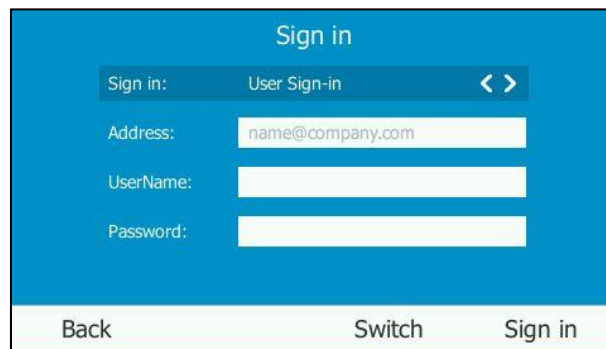 Sign in
Sign in: User Sign-in
Address: name@company.com
UserName:
Password:
Back Switch Sign in